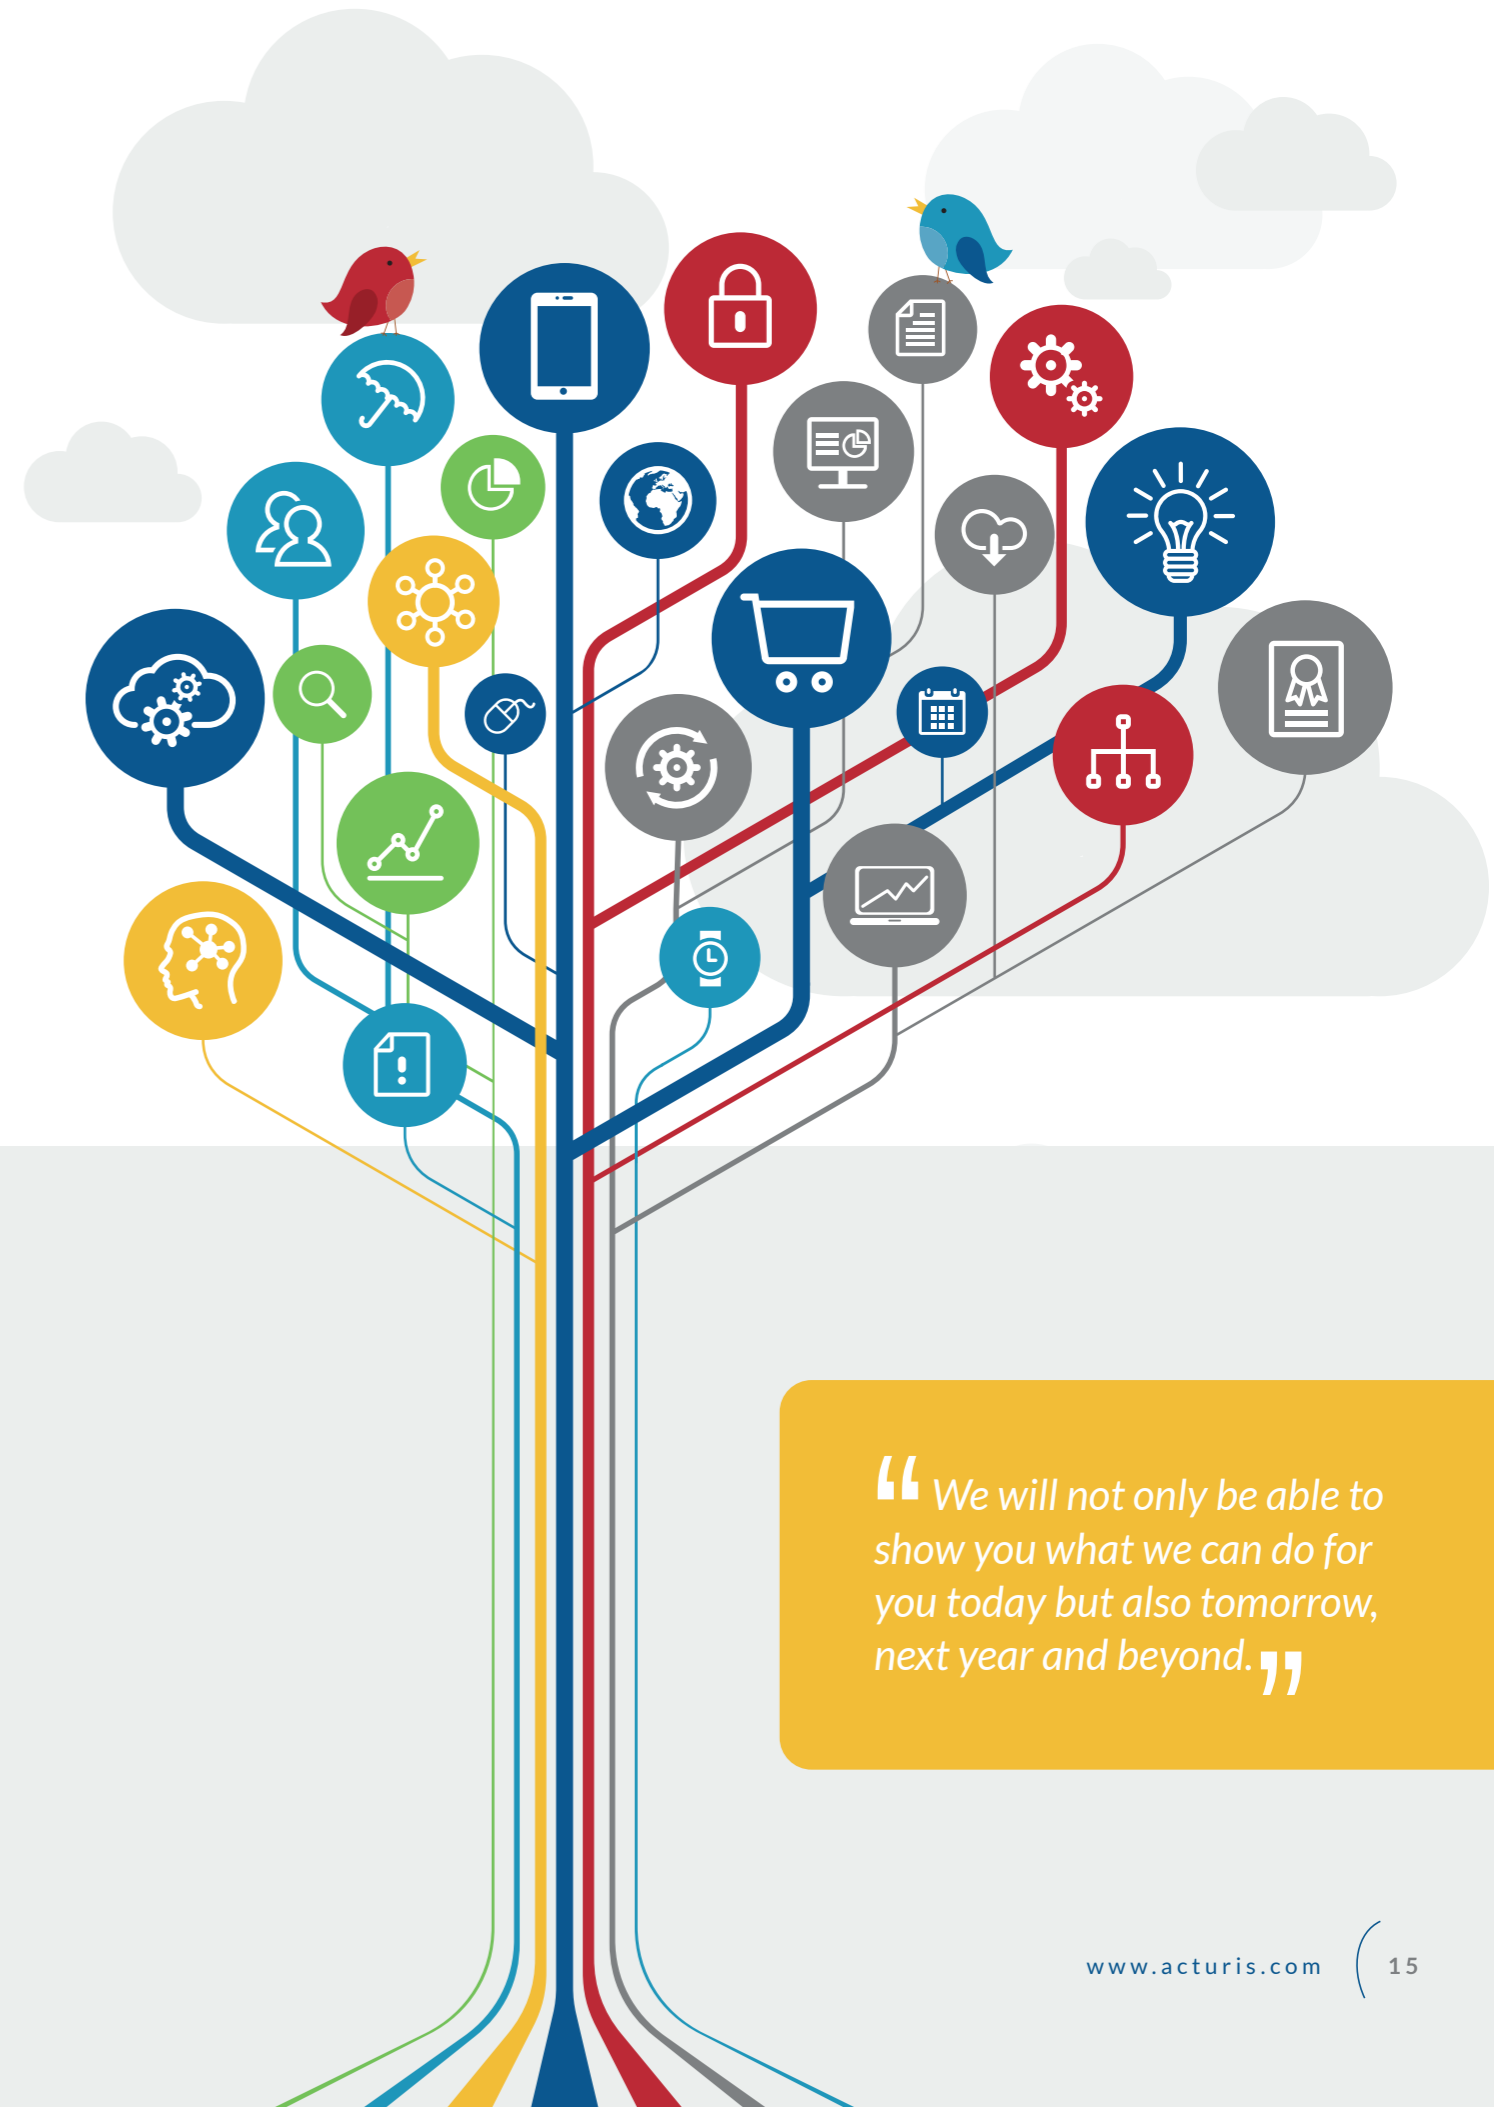 “ We will not only be able to
show you what we can do for
you today but also tomorrow,
next year and beyond. ”
www.acturis.com
15